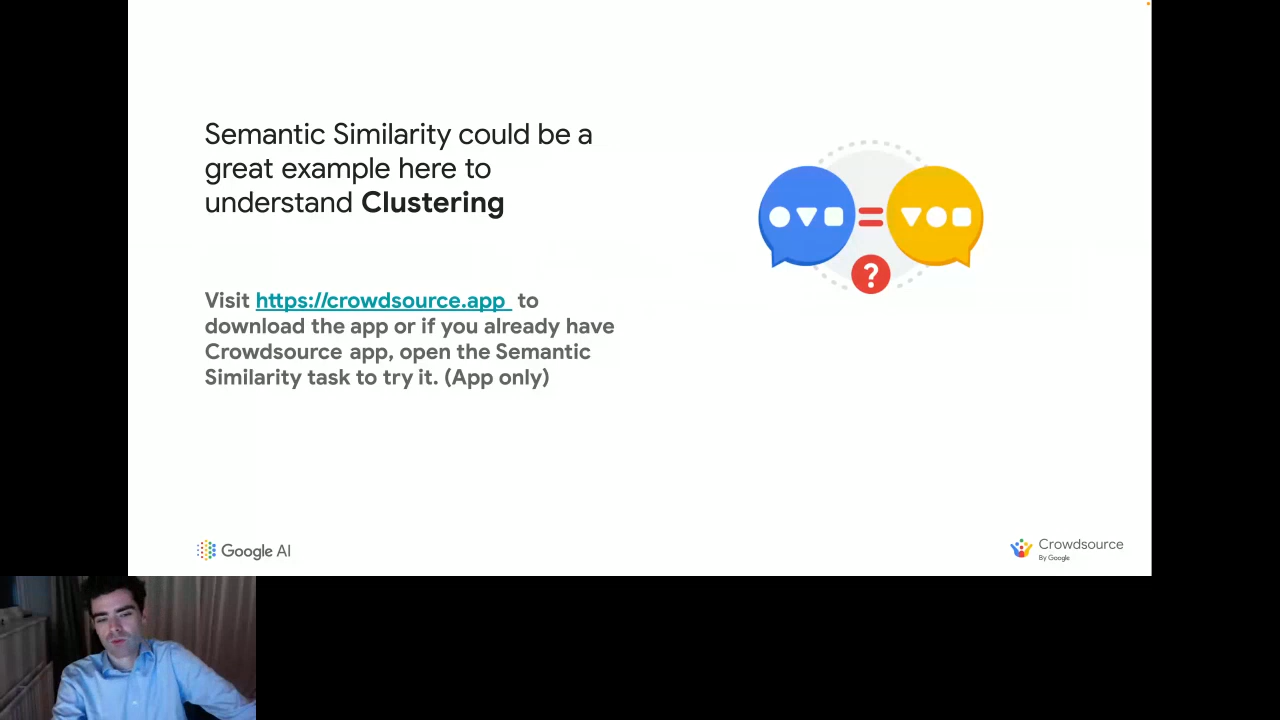 Semantic Similarity could be a
great example here to
understand Clustering
Visit https://crowdsource.app to
download the app or if you already have
Crowdsource app, open the Semantic
Similarity task to try it. (App only)
?
Google AI
Crowdsource
By Google